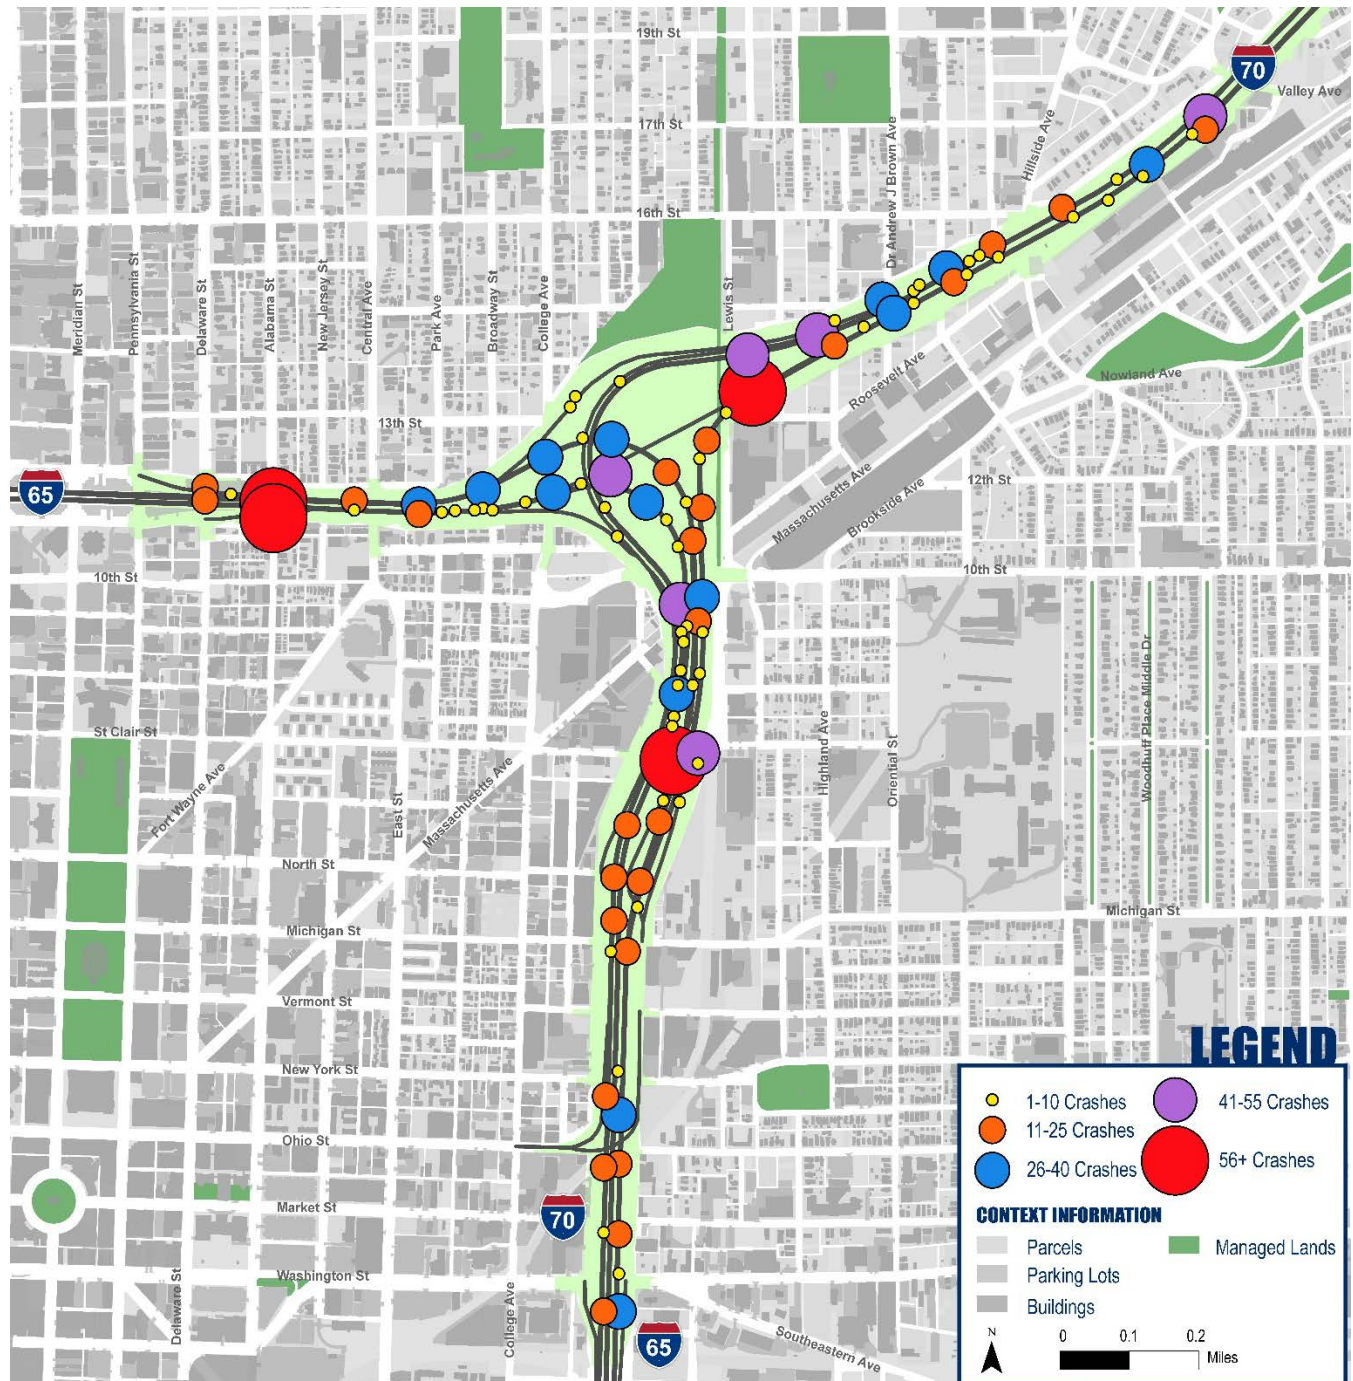 19th St
70
Valley Ave
17th St
Hillside Ave
Dr Andrew J Brown Ave
16th St
Meridian St
Pennsylvania St
Delaware St
Alabama St
New Jersey St
Central Ave
Park Ave
Broadway St
College Ave
Lewis St
Nowland Ave
Roosevelt Ave
13th St
65
12th St
Massachusetts Ave
Brookside Ave
10th St
10th St
Woodruff Place Middle Dr
St Clair St
Highland Ave
Oriential St
Fort Wayne Ave
East St
Massachusetts Ave
North St
Michigan St
Michigan St
Vermont St
New York St
Ohio St
Market St
70
Washington St
Delaware St
College Ave
65
Southeastern Ave
LEGEND
1-10 Crashes
41-55 Crashes
11-25 Crashes
26-40 Crashes
56+ Crashes
CONTEXT INFORMATION
Parcels
Managed Lands
Parking Lots
Buildings
N
0 0.1 0.2
Miles